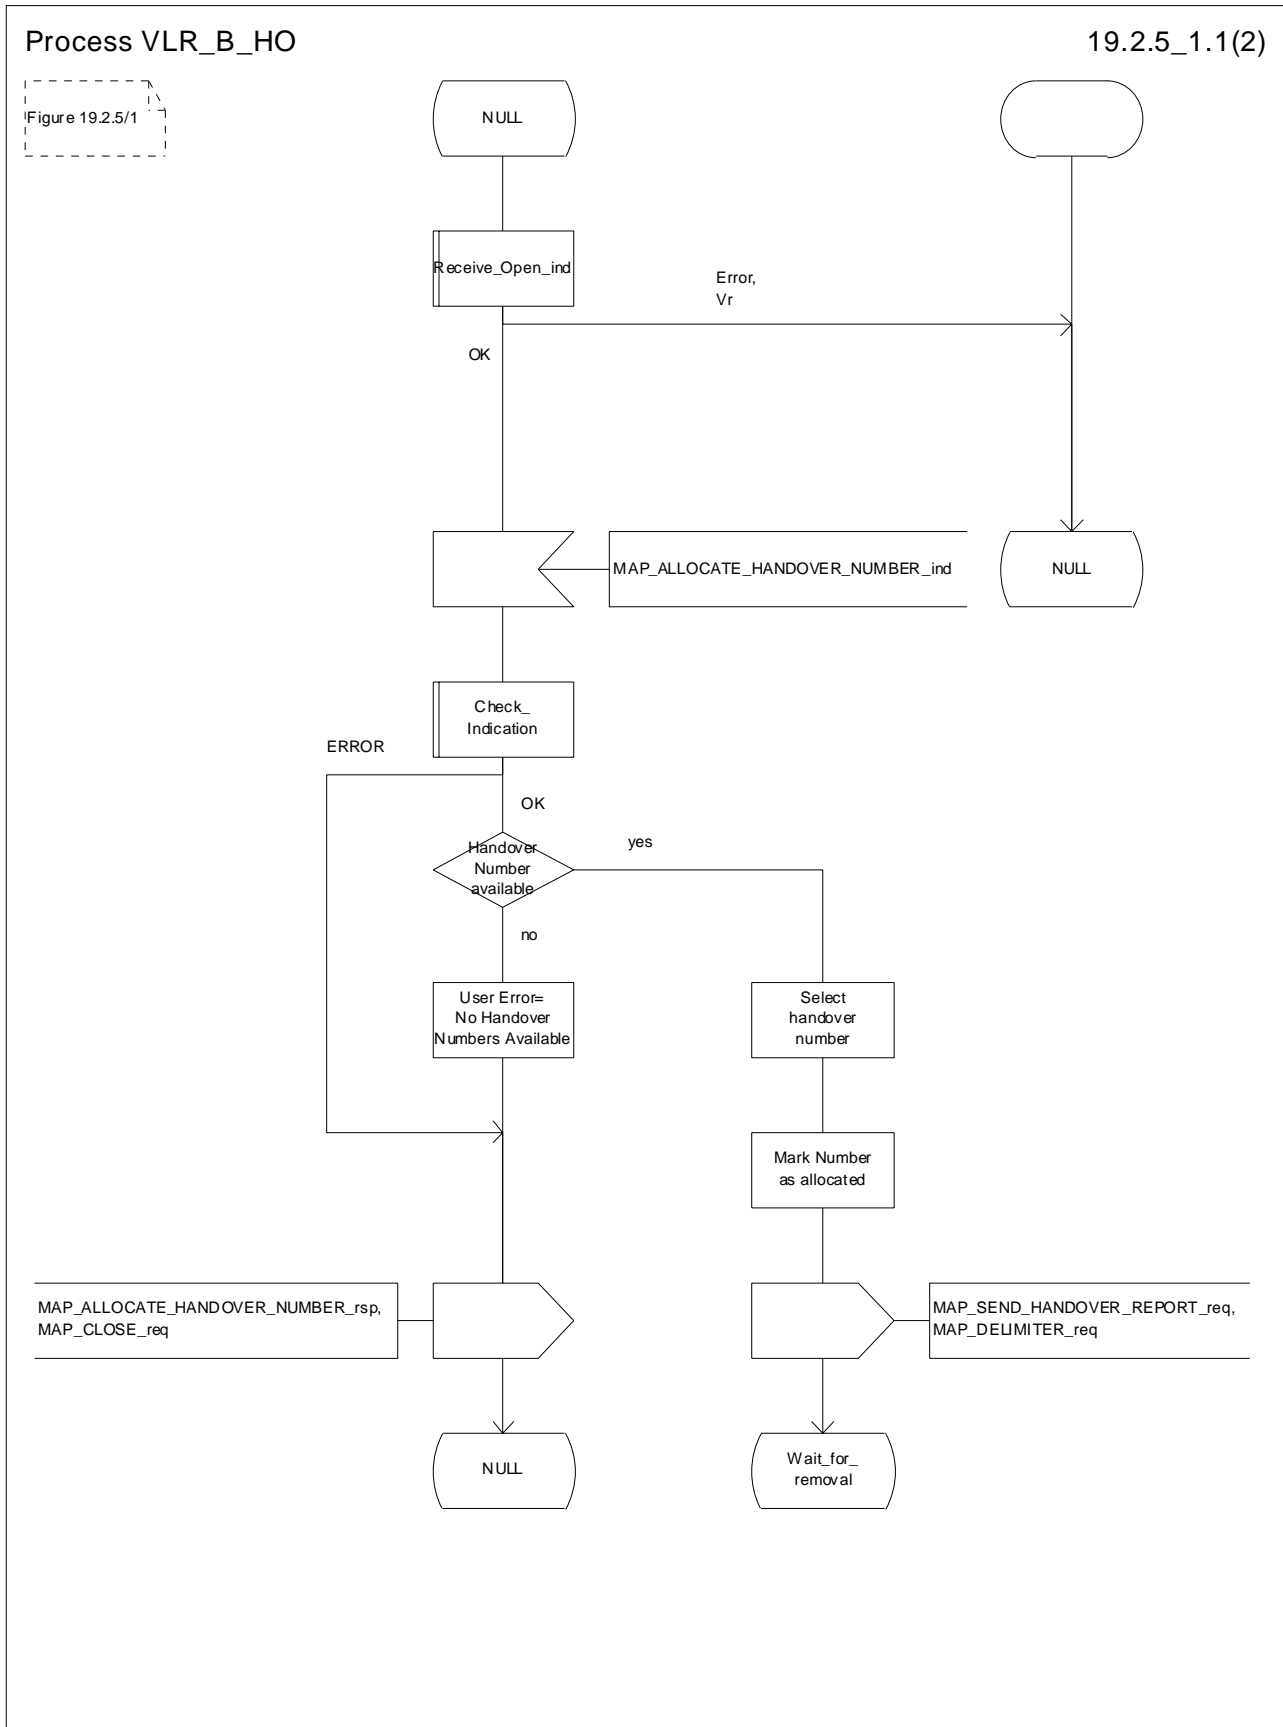 Process VLR_B_HO
19.2.5_1.1(2)
Figure 19.2.5/1
NULL
Receive_Open_ind
Error,
Vr
OK
MAP_ALLOCATE_HANDOVER_NUMBER_ind
NULL
Check_
Indication
ERROR
OK
Handover
Number
available
yes
no
User Error=
No Handover
Numbers Available
Select
handover
number
Mark Number
as allocated
MAP_ALLOCATE_HANDOVER_NUMBER_rsp,
MAP_CLOSE_req
MAP_SEND_HANDOVER_REPORT_req,
MAP_DELIMITER_req
NULL
Wait_for_
removal